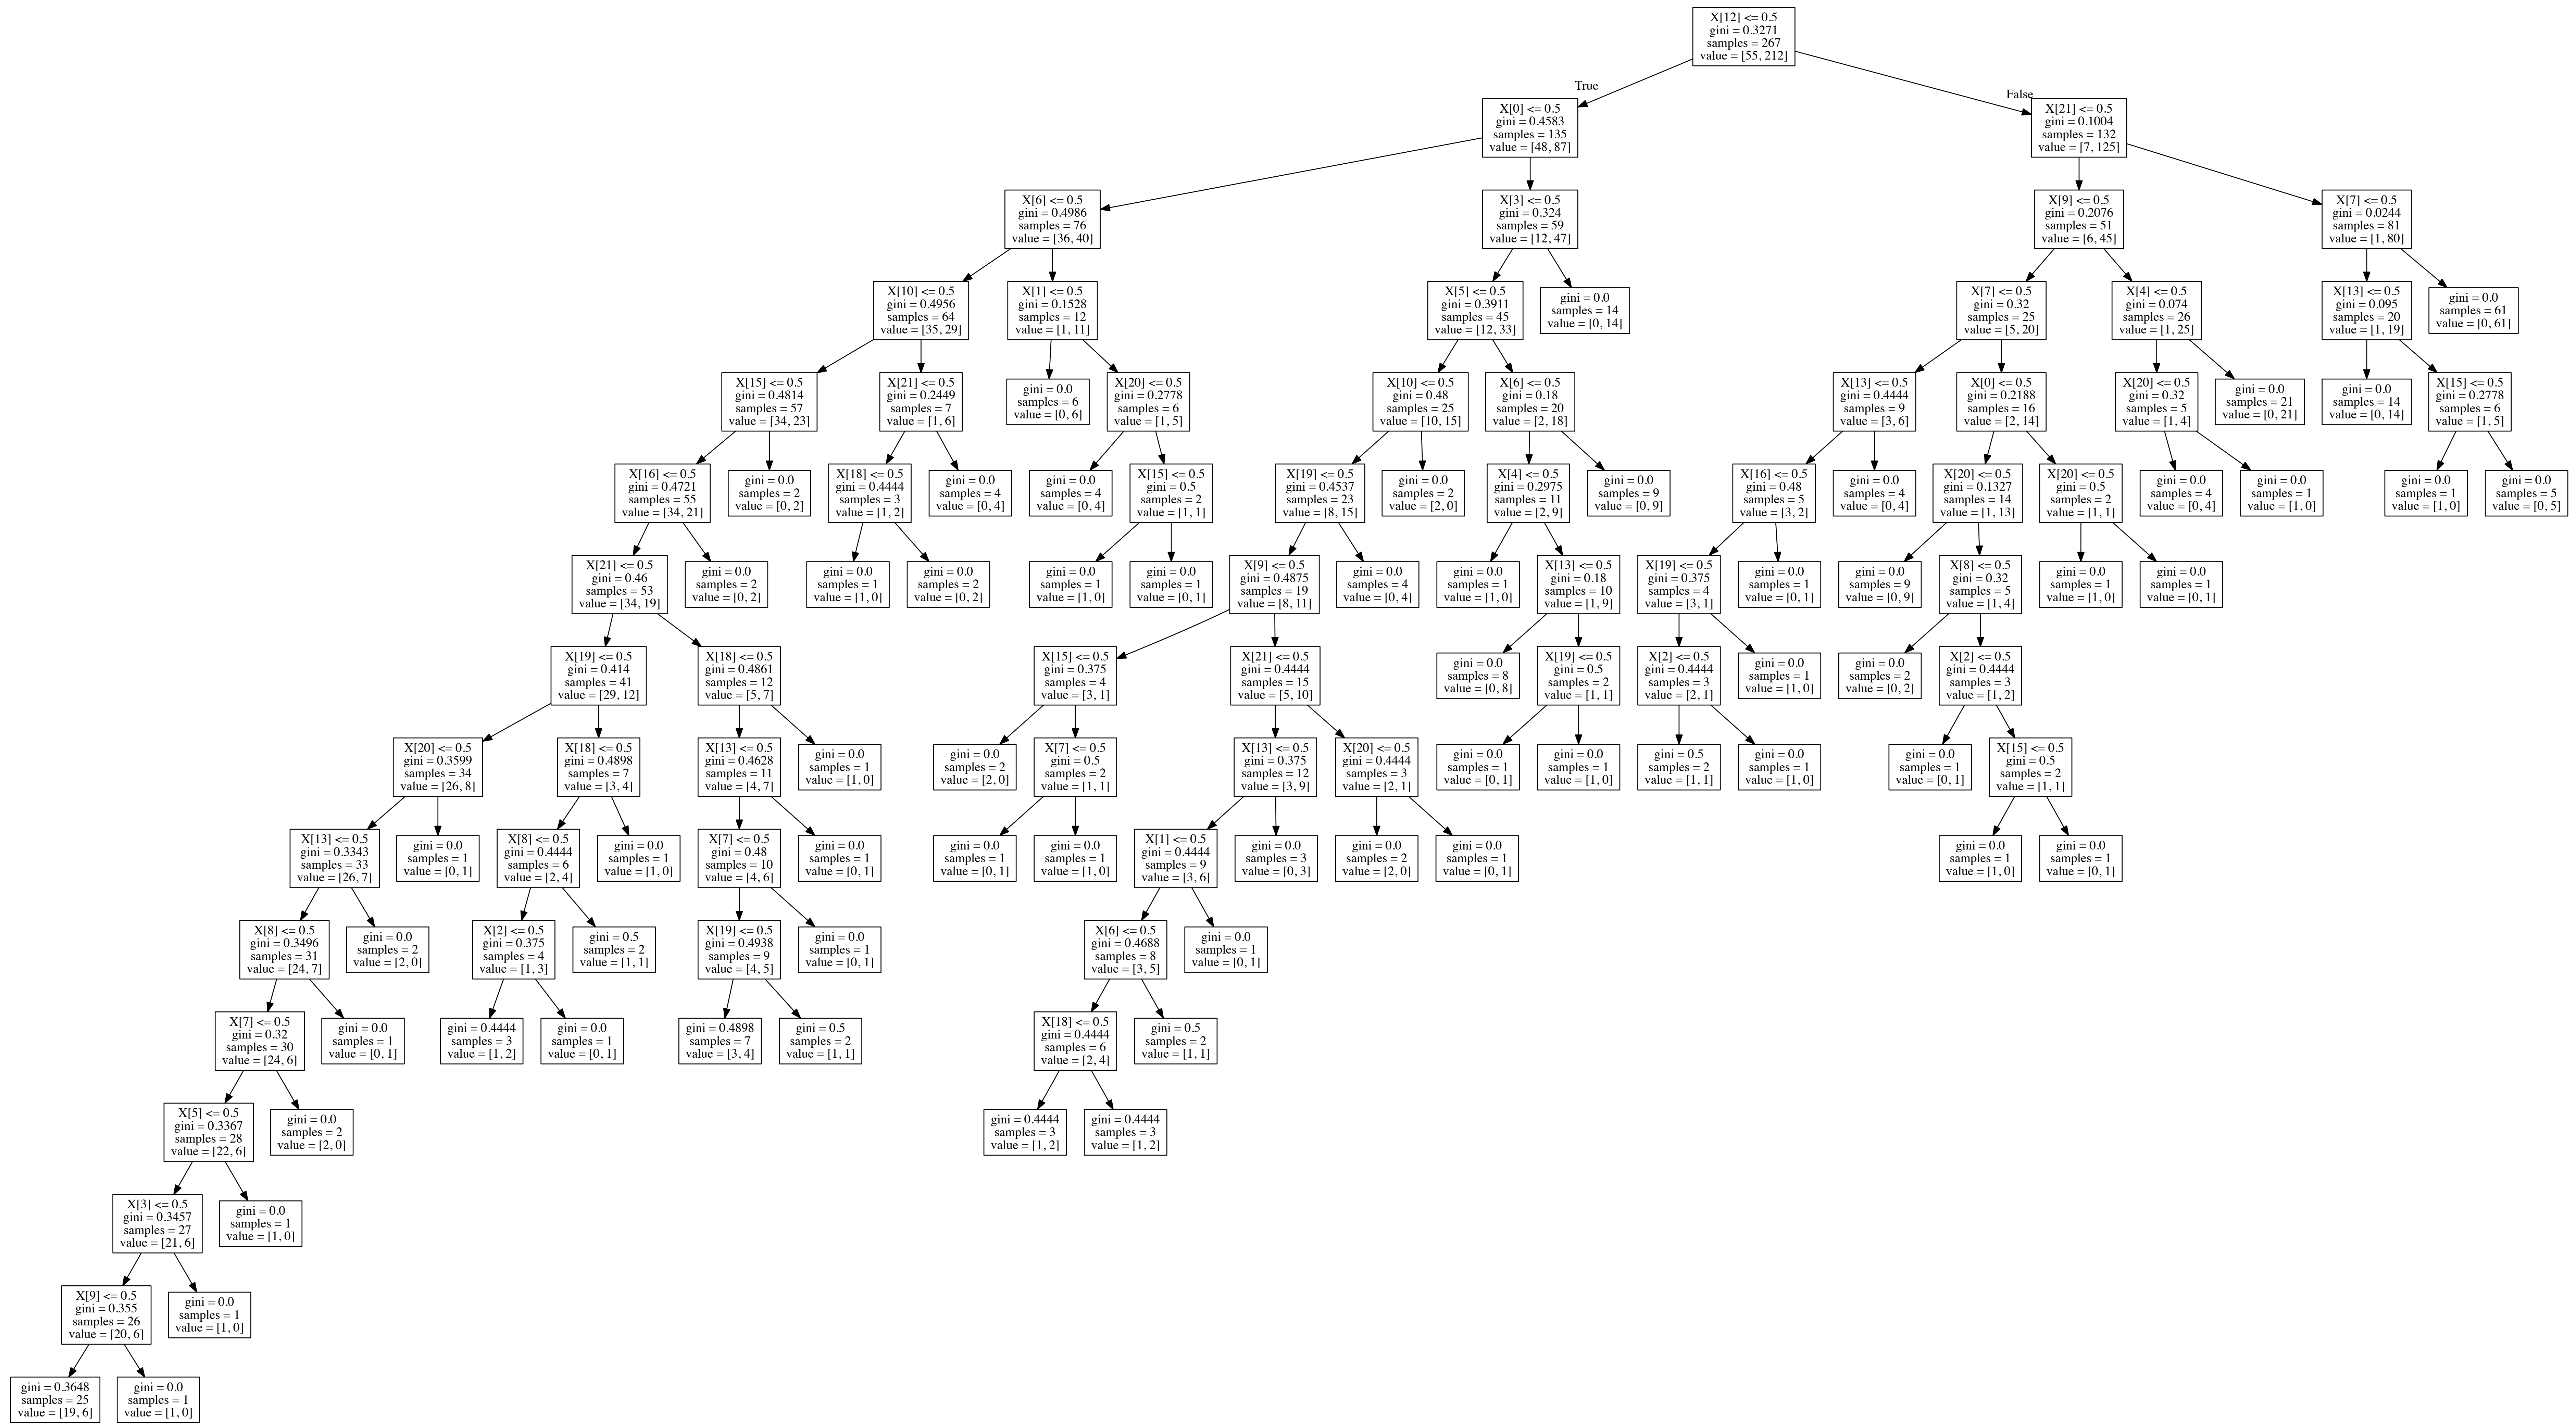 X[12] <= 0.5
gini = 0.3271
samples = 267
value = [55, 212]
True
False
X[0] <= 0.5
gini = 0.4583
samples = 135
value = [48, 87]
X[21] <= 0.5
gini = 0.1004
samples = 132
value = [7, 125]
X[6] <= 0.5
gini = 0.4986
samples = 76
value = [36, 40]
X[3] <= 0.5
gini = 0.324
samples = 59
value = [12, 47]
X[9] <= 0.5
gini = 0.2076
samples = 51
value = [6, 45]
X[7] <= 0.5
gini = 0.0244
samples = 81
value = [1, 80]
X[10] <= 0.5
gini = 0.4956
samples = 64
value = [35, 29]
X[1] <= 0.5
gini = 0.1528
samples = 12
value = [1, 11]
X[5] <= 0.5
gini = 0.3911
samples = 45
value = [12, 33]
gini = 0.0
samples = 14
value = [0, 14]
X[7] <= 0.5
gini = 0.32
samples = 25
value = [5, 20]
X[4] <= 0.5
gini = 0.074
samples = 26
value = [1, 25]
X[13] <= 0.5
gini = 0.095
samples = 20
value = [1, 19]
gini = 0.0
samples = 61
value = [0, 61]
X[15] <= 0.5
gini = 0.4814
samples = 57
value = [34, 23]
X[21] <= 0.5
gini = 0.2449
samples = 7
value = [1, 6]
gini = 0.0
samples = 6
value = [0, 6]
X[20] <= 0.5
gini = 0.2778
samples = 6
value = [1, 5]
X[10] <= 0.5
gini = 0.48
samples = 25
value = [10, 15]
X[6] <= 0.5
gini = 0.18
samples = 20
value = [2, 18]
X[13] <= 0.5
gini = 0.4444
samples = 9
value = [3, 6]
X[0] <= 0.5
gini = 0.2188
samples = 16
value = [2, 14]
X[20] <= 0.5
gini = 0.32
samples = 5
value = [1, 4]
gini = 0.0
samples = 21
value = [0, 21]
gini = 0.0
samples = 14
value = [0, 14]
X[15] <= 0.5
gini = 0.2778
samples = 6
value = [1, 5]
X[16] <= 0.5
gini = 0.4721
samples = 55
value = [34, 21]
gini = 0.0
samples = 2
value = [0, 2]
X[18] <= 0.5
gini = 0.4444
samples = 3
value = [1, 2]
gini = 0.0
samples = 4
value = [0, 4]
gini = 0.0
samples = 4
value = [0, 4]
X[15] <= 0.5
gini = 0.5
samples = 2
value = [1, 1]
X[19] <= 0.5
gini = 0.4537
samples = 23
value = [8, 15]
gini = 0.0
samples = 2
value = [2, 0]
X[4] <= 0.5
gini = 0.2975
samples = 11
value = [2, 9]
gini = 0.0
samples = 9
value = [0, 9]
X[16] <= 0.5
gini = 0.48
samples = 5
value = [3, 2]
gini = 0.0
samples = 4
value = [0, 4]
X[20] <= 0.5
gini = 0.1327
samples = 14
value = [1, 13]
X[20] <= 0.5
gini = 0.5
samples = 2
value = [1, 1]
gini = 0.0
samples = 4
value = [0, 4]
gini = 0.0
samples = 1
value = [1, 0]
gini = 0.0
samples = 1
value = [1, 0]
gini = 0.0
samples = 5
value = [0, 5]
X[21] <= 0.5
gini = 0.46
samples = 53
value = [34, 19]
gini = 0.0
samples = 2
value = [0, 2]
gini = 0.0
samples = 1
value = [1, 0]
gini = 0.0
samples = 2
value = [0, 2]
gini = 0.0
samples = 1
value = [1, 0]
gini = 0.0
samples = 1
value = [0, 1]
X[9] <= 0.5
gini = 0.4875
samples = 19
value = [8, 11]
gini = 0.0
samples = 4
value = [0, 4]
gini = 0.0
samples = 1
value = [1, 0]
X[13] <= 0.5
gini = 0.18
samples = 10
value = [1, 9]
X[19] <= 0.5
gini = 0.375
samples = 4
value = [3, 1]
gini = 0.0
samples = 1
value = [0, 1]
gini = 0.0
samples = 9
value = [0, 9]
X[8] <= 0.5
gini = 0.32
samples = 5
value = [1, 4]
gini = 0.0
samples = 1
value = [1, 0]
gini = 0.0
samples = 1
value = [0, 1]
X[19] <= 0.5
gini = 0.414
samples = 41
value = [29, 12]
X[18] <= 0.5
gini = 0.4861
samples = 12
value = [5, 7]
X[15] <= 0.5
gini = 0.375
samples = 4
value = [3, 1]
X[21] <= 0.5
gini = 0.4444
samples = 15
value = [5, 10]
gini = 0.0
samples = 8
value = [0, 8]
X[19] <= 0.5
gini = 0.5
samples = 2
value = [1, 1]
X[2] <= 0.5
gini = 0.4444
samples = 3
value = [2, 1]
gini = 0.0
samples = 1
value = [1, 0]
gini = 0.0
samples = 2
value = [0, 2]
X[2] <= 0.5
gini = 0.4444
samples = 3
value = [1, 2]
X[20] <= 0.5
gini = 0.3599
samples = 34
value = [26, 8]
X[18] <= 0.5
gini = 0.4898
samples = 7
value = [3, 4]
X[13] <= 0.5
gini = 0.4628
samples = 11
value = [4, 7]
gini = 0.0
samples = 1
value = [1, 0]
gini = 0.0
samples = 2
value = [2, 0]
X[7] <= 0.5
gini = 0.5
samples = 2
value = [1, 1]
X[13] <= 0.5
gini = 0.375
samples = 12
value = [3, 9]
X[20] <= 0.5
gini = 0.4444
samples = 3
value = [2, 1]
gini = 0.0
samples = 1
value = [0, 1]
gini = 0.0
samples = 1
value = [1, 0]
gini = 0.5
samples = 2
value = [1, 1]
gini = 0.0
samples = 1
value = [1, 0]
gini = 0.0
samples = 1
value = [0, 1]
X[15] <= 0.5
gini = 0.5
samples = 2
value = [1, 1]
X[13] <= 0.5
gini = 0.3343
samples = 33
value = [26, 7]
gini = 0.0
samples = 1
value = [0, 1]
X[8] <= 0.5
gini = 0.4444
samples = 6
value = [2, 4]
gini = 0.0
samples = 1
value = [1, 0]
X[7] <= 0.5
gini = 0.48
samples = 10
value = [4, 6]
gini = 0.0
samples = 1
value = [0, 1]
gini = 0.0
samples = 1
value = [0, 1]
gini = 0.0
samples = 1
value = [1, 0]
X[1] <= 0.5
gini = 0.4444
samples = 9
value = [3, 6]
gini = 0.0
samples = 3
value = [0, 3]
gini = 0.0
samples = 2
value = [2, 0]
gini = 0.0
samples = 1
value = [0, 1]
gini = 0.0
samples = 1
value = [1, 0]
gini = 0.0
samples = 1
value = [0, 1]
X[8] <= 0.5
gini = 0.3496
samples = 31
value = [24, 7]
gini = 0.0
samples = 2
value = [2, 0]
X[2] <= 0.5
gini = 0.375
samples = 4
value = [1, 3]
gini = 0.5
samples = 2
value = [1, 1]
X[19] <= 0.5
gini = 0.4938
samples = 9
value = [4, 5]
gini = 0.0
samples = 1
value = [0, 1]
X[6] <= 0.5
gini = 0.4688
samples = 8
value = [3, 5]
gini = 0.0
samples = 1
value = [0, 1]
X[7] <= 0.5
gini = 0.32
samples = 30
value = [24, 6]
gini = 0.0
samples = 1
value = [0, 1]
gini = 0.4444
samples = 3
value = [1, 2]
gini = 0.0
samples = 1
value = [0, 1]
gini = 0.4898
samples = 7
value = [3, 4]
gini = 0.5
samples = 2
value = [1, 1]
X[18] <= 0.5
gini = 0.4444
samples = 6
value = [2, 4]
gini = 0.5
samples = 2
value = [1, 1]
X[5] <= 0.5
gini = 0.3367
samples = 28
value = [22, 6]
gini = 0.0
samples = 2
value = [2, 0]
gini = 0.4444
samples = 3
value = [1, 2]
gini = 0.4444
samples = 3
value = [1, 2]
X[3] <= 0.5
gini = 0.3457
samples = 27
value = [21, 6]
gini = 0.0
samples = 1
value = [1, 0]
X[9] <= 0.5
gini = 0.355
samples = 26
value = [20, 6]
gini = 0.0
samples = 1
value = [1, 0]
gini = 0.3648
samples = 25
value = [19, 6]
gini = 0.0
samples = 1
value = [1, 0]